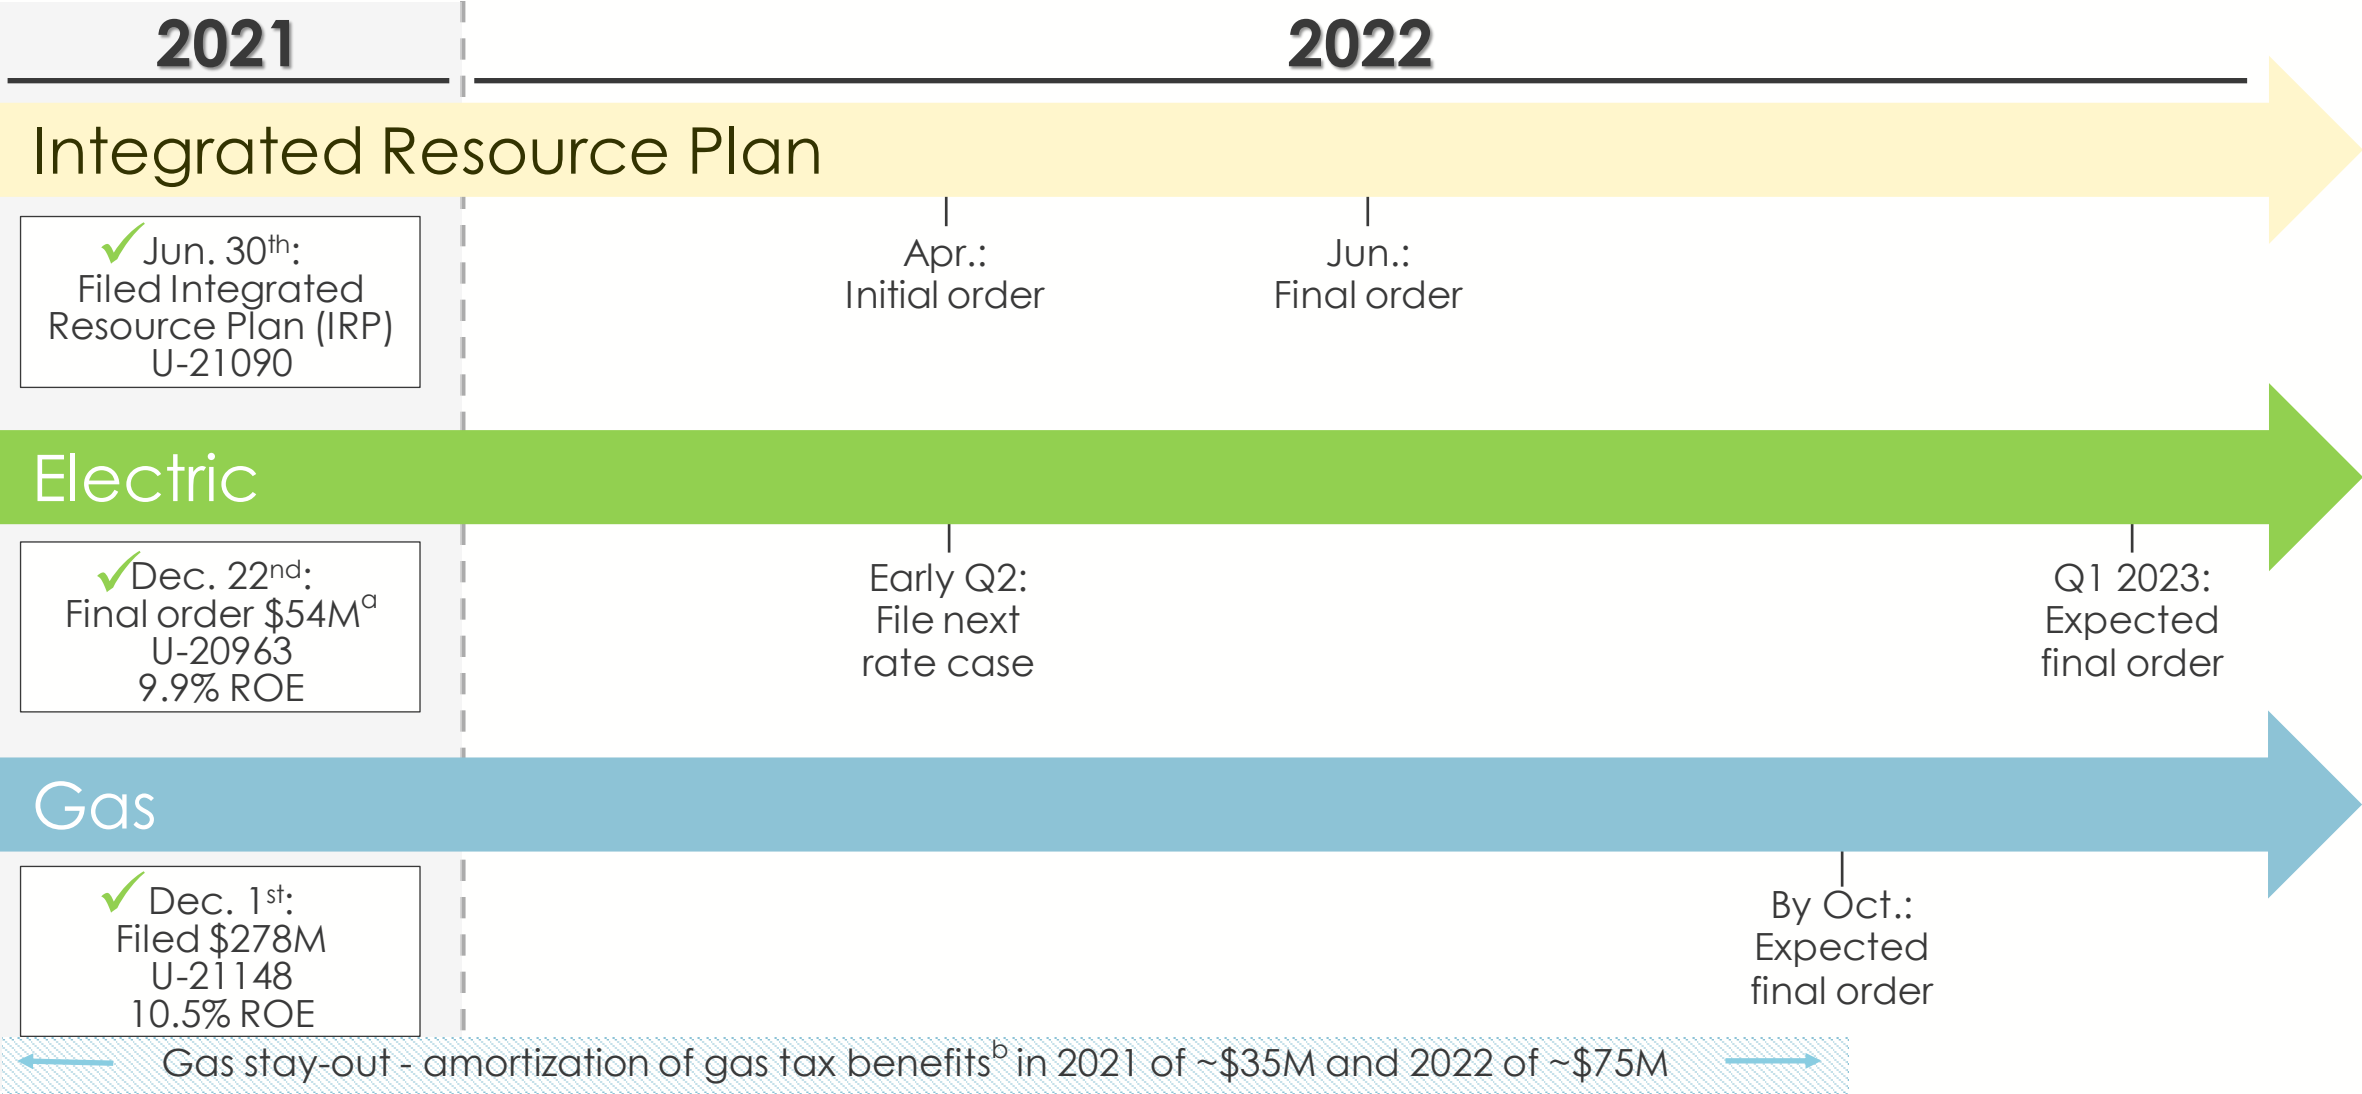 2021
2022
Integrated Resource Plan
✓Jun. 30th:
Filed Integrated
Resource Plan (IRP)
U-21090
Apr.:
Initial order
Jun.:
Final order
Electric
✓Dec. 22nd:
Final order $54Ma
U-20963
9.9% ROE
Early Q2:
File next
rate case
Q1 2023:
Expected
final order
Gas
✓Dec. 1st:
Filed $278M
U-21148
10.5% ROE
By Oct.:
Expected
final order
Gas stay-out - amortization of gas tax benefitsb in 2021 of ~$35M and 2022 of ~$75M